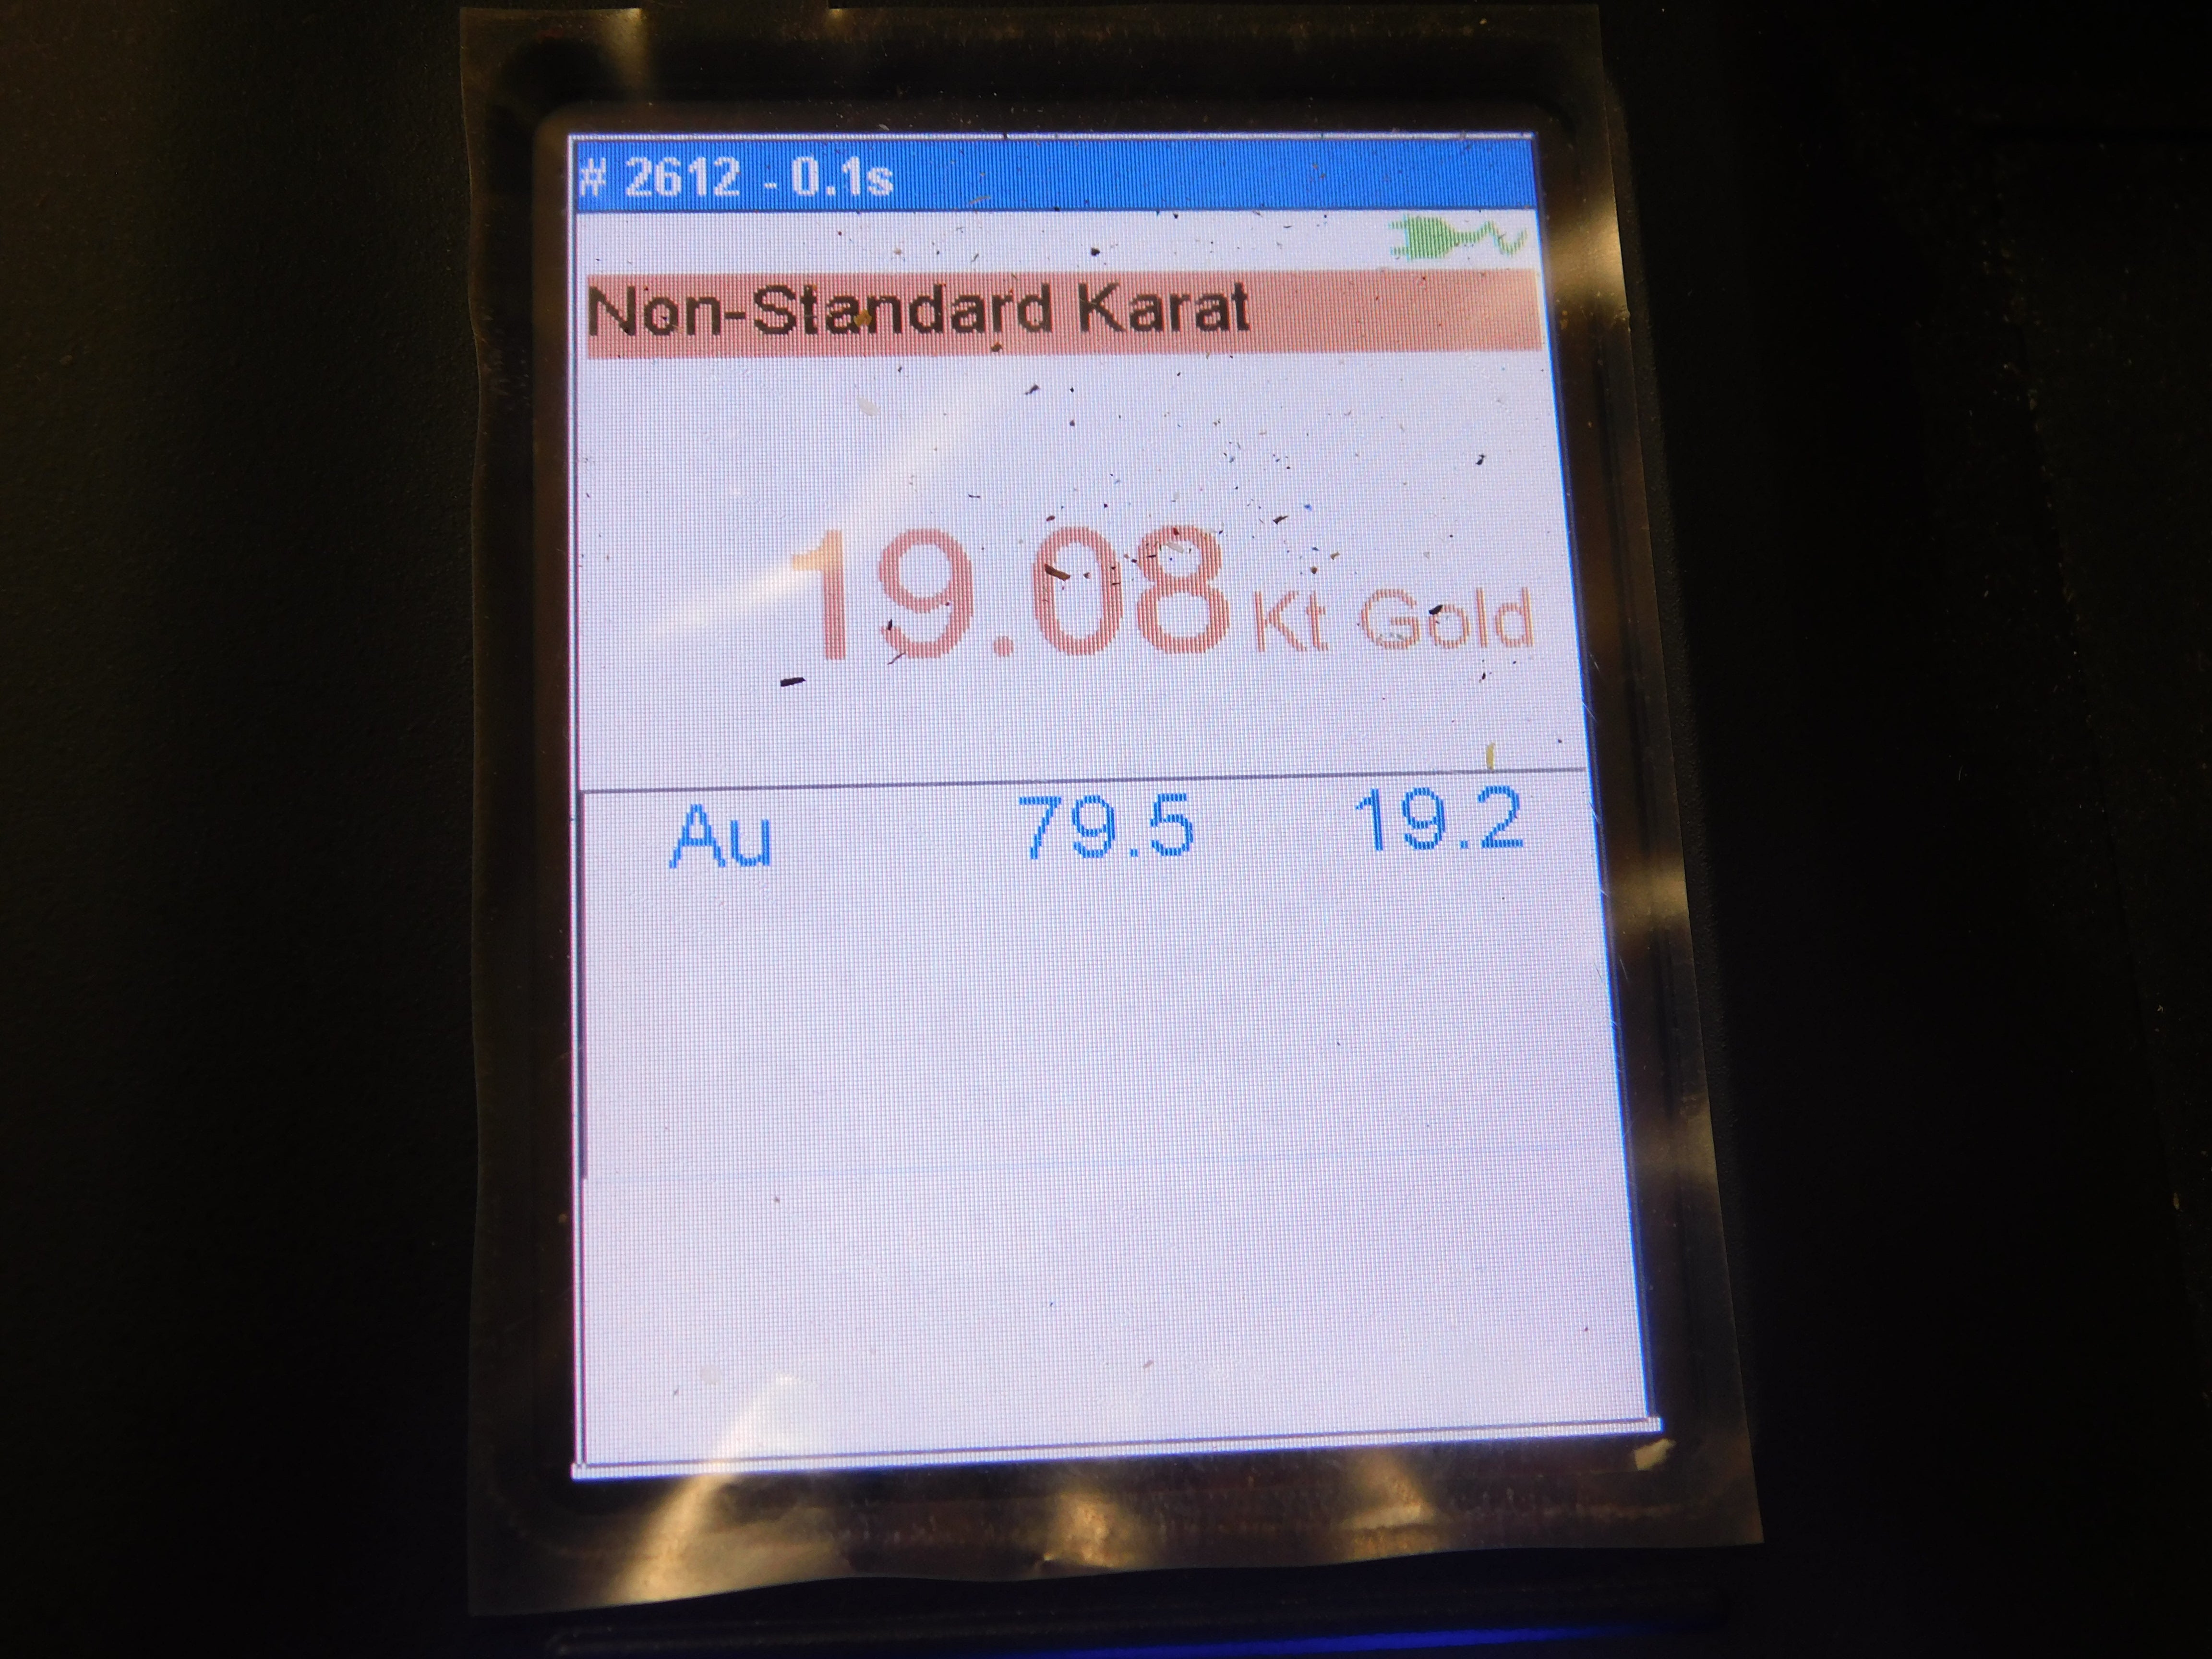 # 2612 - 0.1s
Non-Standard Karat
19.08 Kt Gold
Au 79.5 19.2